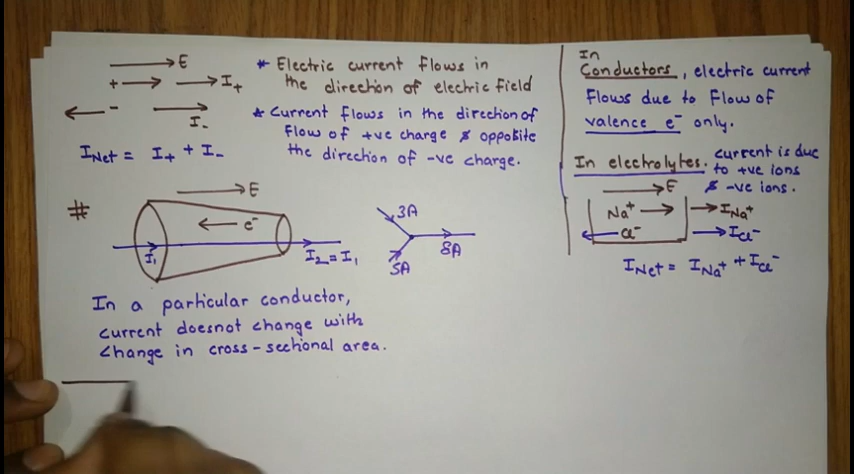 E
+ I+
- I-
INet = I+ + I-
* Electric current flows in
the direction of electric field
* Current flows in the direction of
flow of +ve charge & oppobite
the direction of -ve charge.
#
E
e-
I1
I2 = I1
3A
5A
8A
In a particular conductor,
current doesnot change with
change in cross-sectional area.
In
Conductors, electric current
flows due to flow of
valence e- only.
In electrolytes. current is due
to +ve ions
& -ve ions.
E
Na+ INa+
Cl- ICl-
INet = INa+ + ICl-